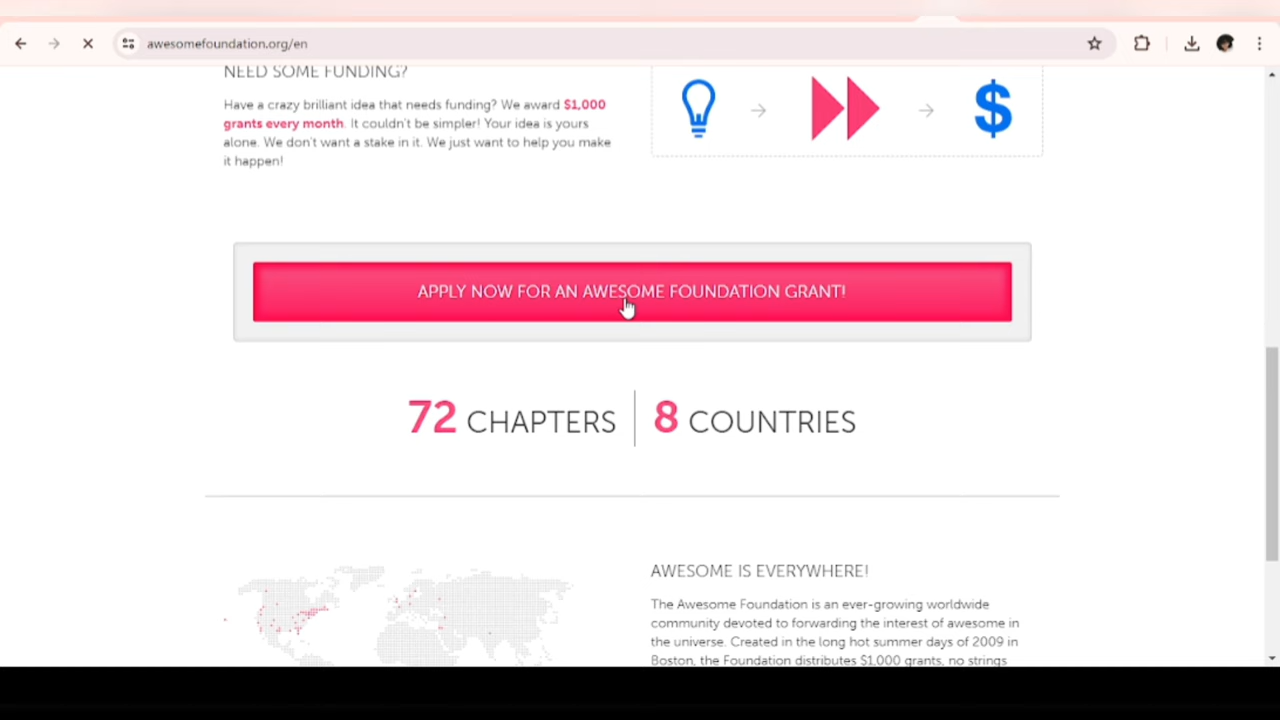 awesomefoundation.org/en
NEED SOME FUNDING?
Have a crazy brilliant idea that needs funding? We award $1,000
grants every month. It couldn't be simpler! Your idea is yours
alone. We don't want a stake in it. We just want to help you make
it happen!
$
APPLY NOW FOR AN AWESOME FOUNDATION GRANT!
72 CHAPTERS
8 COUNTRIES
AWESOME IS EVERYWHERE!
The Awesome Foundation is an ever-growing worldwide
community devoted to forwarding the interest of awesome in
the universe. Created in the long hot summer days of 2009 in
Boston, the Foundation distributes $1,000 grants, no strings